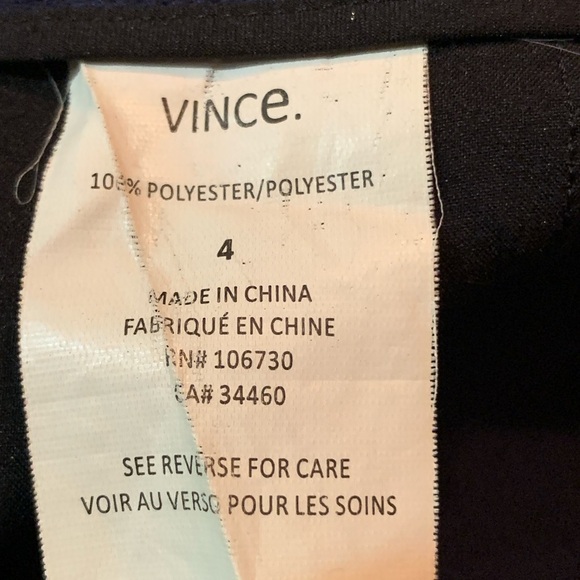 VINCe.
100% POLYESTER/POLYESTER
4
MADE IN CHINA
FABRIQUÉ EN CHINE
RN# 106730
CA# 34460
SEE REVERSE FOR CARE
VOIR AU VERSO POUR LES SOINS